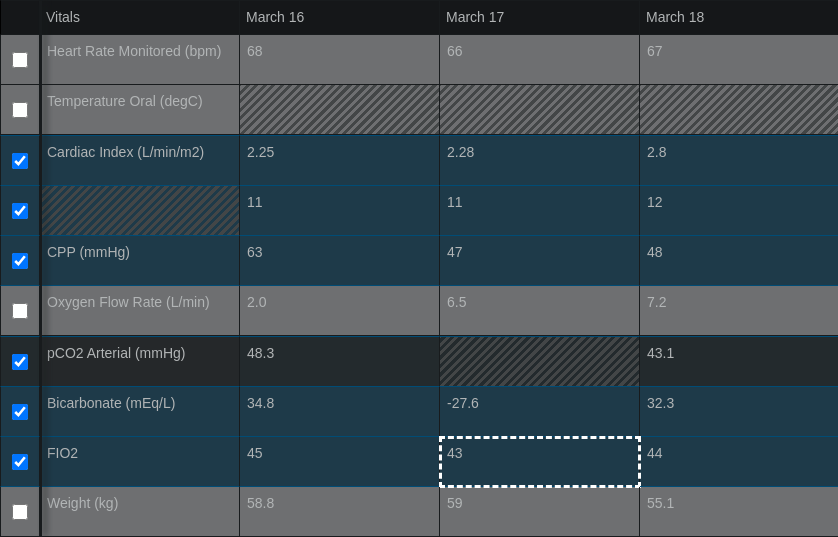 Vitals March 16 March 17 March 18
Heart Rate Monitored (bpm) 68 66 67
Temperature Oral (degC)
Cardiac Index (L/min/m2) 2.25 2.28 2.8
11 11 12
CPP (mmHg) 63 47 48
Oxygen Flow Rate (L/min) 2.0 6.5 7.2
pCO2 Arterial (mmHg) 48.3 43.1
Bicarbonate (mEq/L) 34.8 -27.6 32.3
FIO2 45 43 44
Weight (kg) 58.8 59 55.1